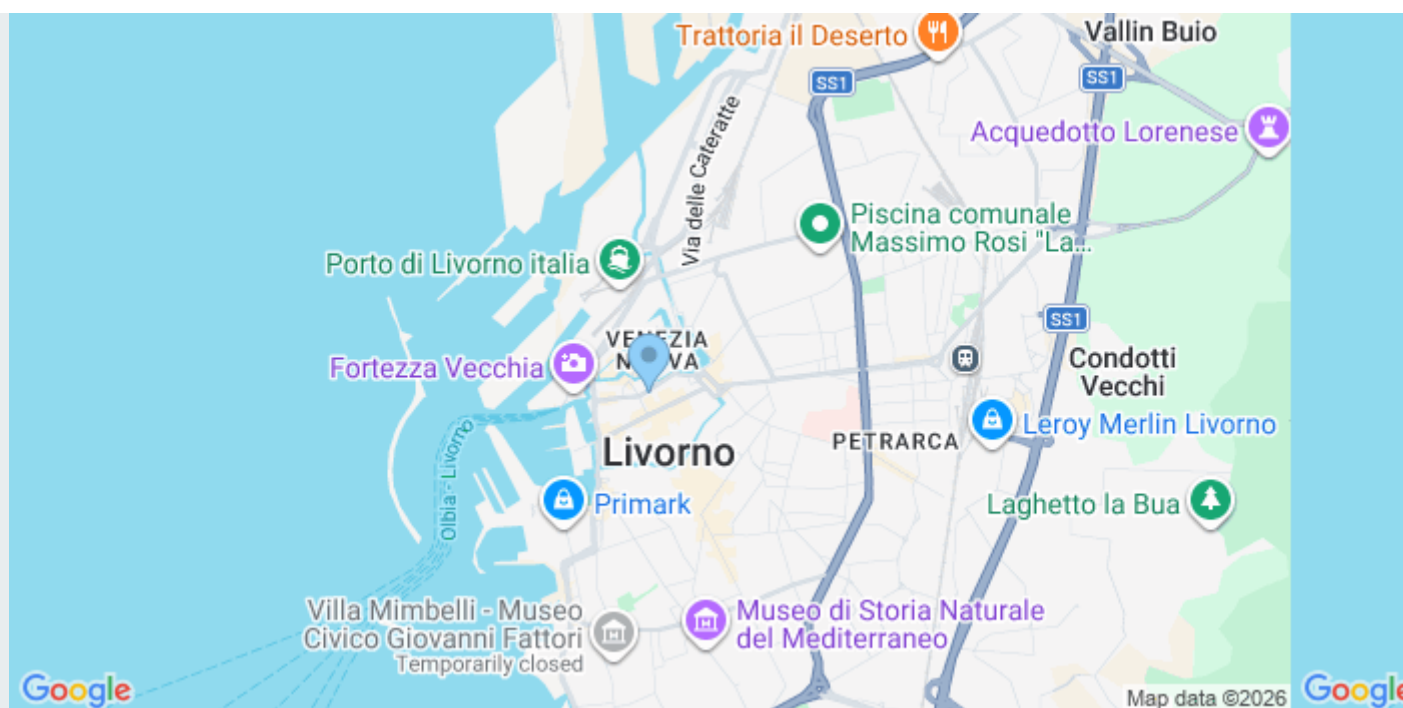 Trattoria il Deserto
Vallin Buio
SS1
SS1
Via delle Cateratte
Acquedotto Lorenese
Piscina comunale
Massimo Rosi "La...
Porto di Livorno italia
SS1
VENEZIA
NUOVA
Fortezza Vecchia
Condotti
Vecchi
Leroy Merlin Livorno
PETRARCA
Livorno
Olbia - Livorno
Primark
Laghetto la Bua
Villa Mimbelli - Museo
Civico Giovanni Fattori
Temporarily closed
Museo di Storia Naturale
del Mediterraneo
Google
Map data ©2026
Google